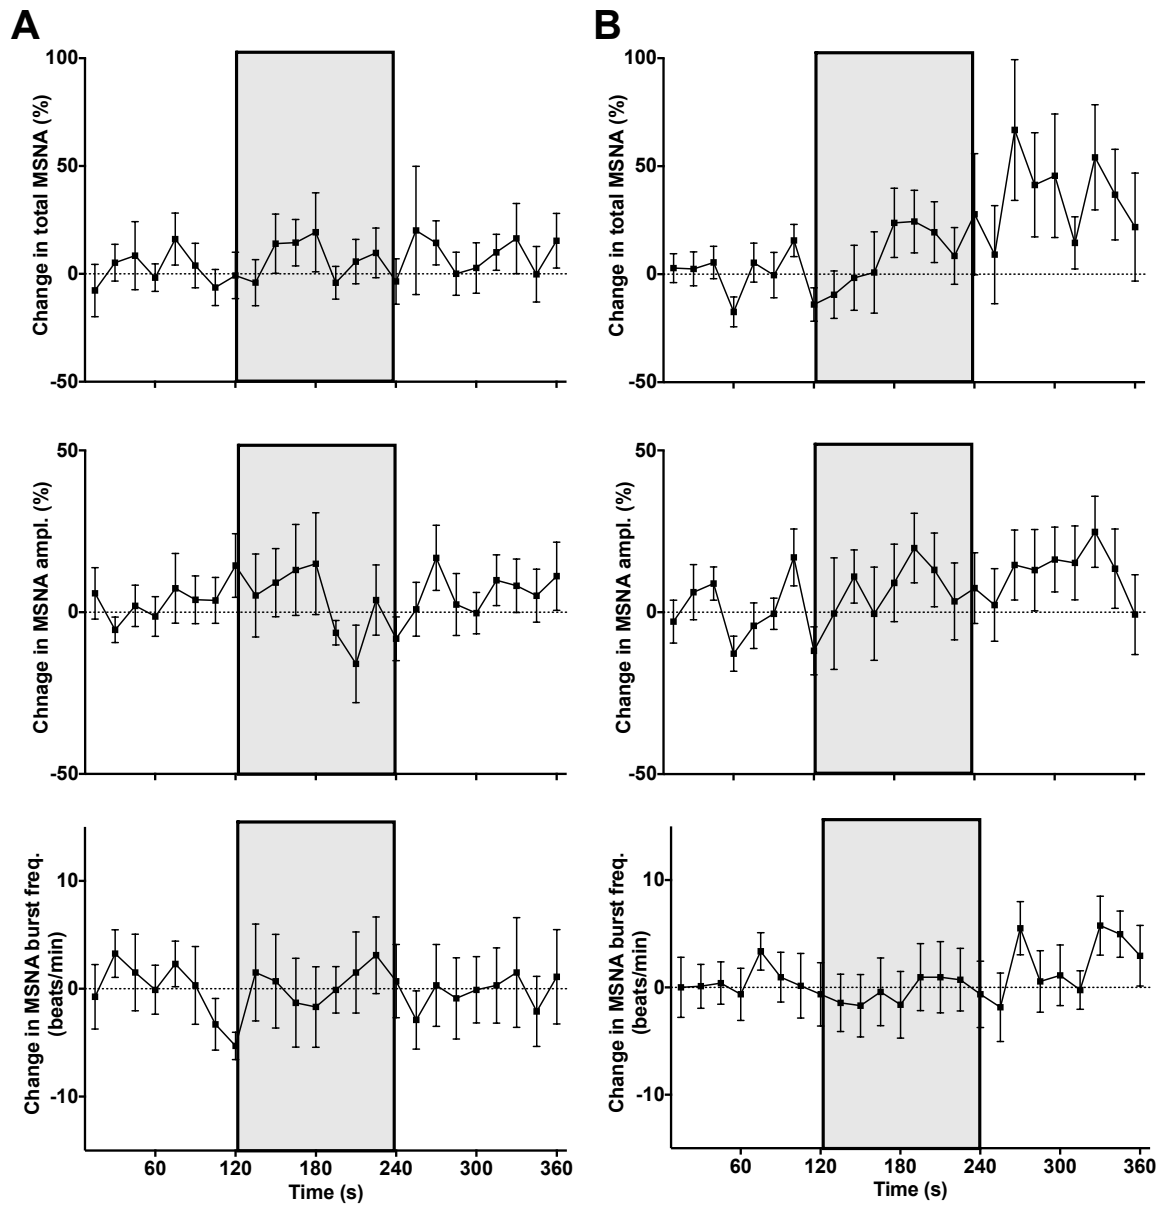 A
B
Change in total MSNA (%)
100
50
0
-50
Change in total MSNA (%)
100
50
0
-50
Chnage in MSNA ampl. (%)
50
0
-50
Change in MSNA ampl. (%)
50
0
-50
Change in MSNA burst freq.
(beats/min)
10
0
-10
60 120 180 240 300 360
Time (s)
Change in MSNA burst freq.
(beats/min)
10
0
-10
60 120 180 240 300 360
Time (s)